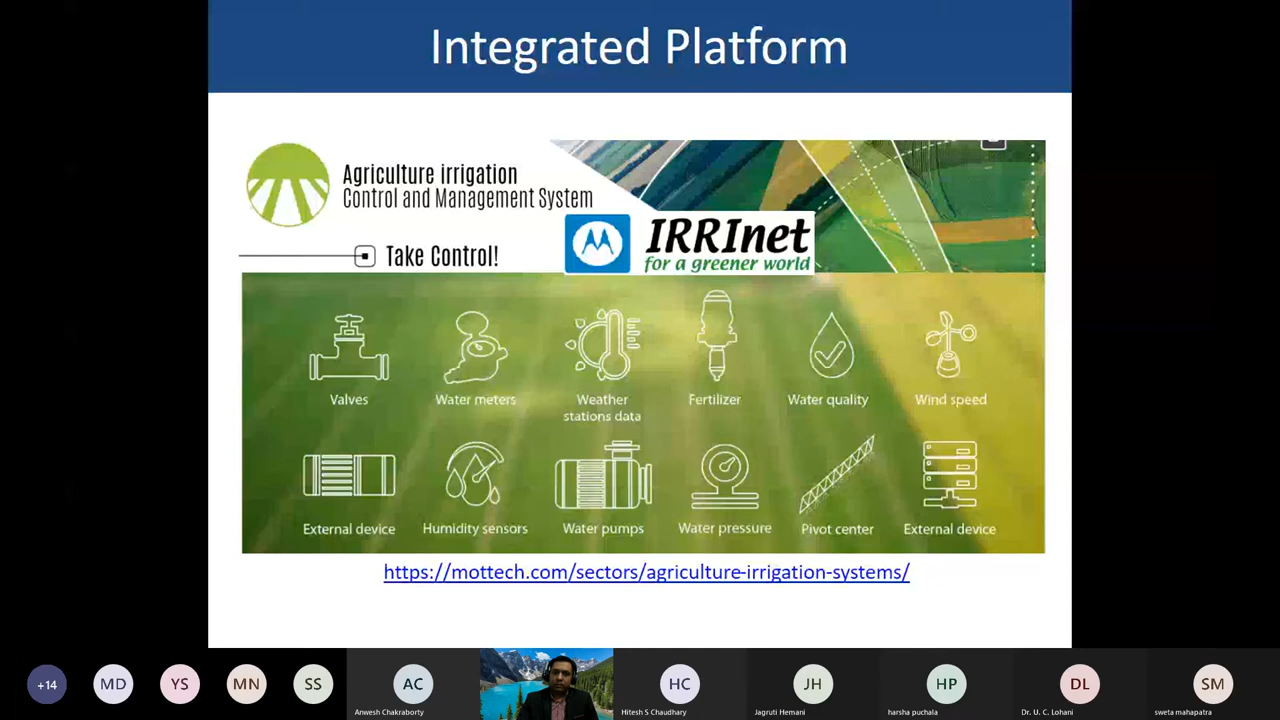 Integrated Platform
Agriculture irrigation
Control and Management System
Take Control!
IRRInet
for a greener world
Valves
Water meters
Weather
stations data
Fertilizer
Water quality
Wind speed
External device
Humidity sensors
Water pumps
Water pressure
Pivot center
External device
https://mottech.com/sectors/agriculture-irrigation-systems/
+14
MD
YS
MN
SS
AC
HC
JH
HP
DL
SM
Anwesh Chakraborty
Hitesh S Chaudhary
Jagruti Hemani
harsha puchala
Dr. U. C. Lohani
sweta mahapatra